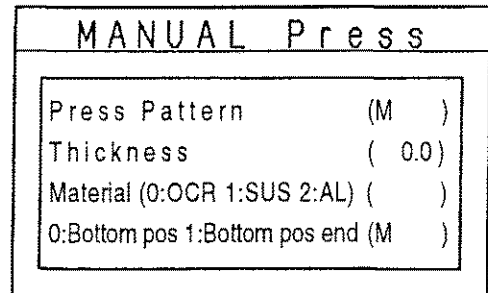 MANUAL Press
Press Pattern (M )
Thickness ( 0.0)
Material (0:OCR 1:SUS 2:AL) ( )
0:Bottom pos 1:Bottom pos end (M )